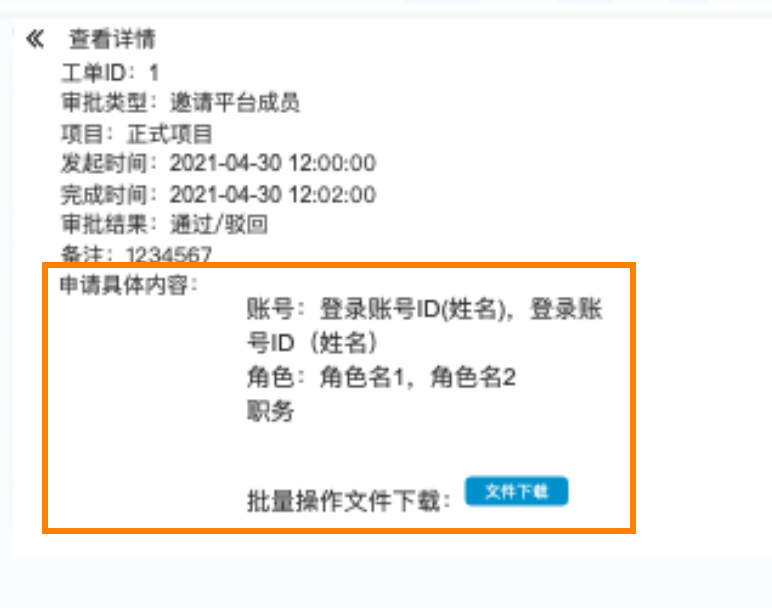 « 查看详情
工单ID：1
审批类型：邀请平台成员
项目：正式项目
发起时间：2021-04-30 12:00:00
完成时间：2021-04-30 12:02:00
审批结果：通过/驳回
备注：1234567
申请具体内容：
账号：登录账号ID(姓名)，登录账
号ID（姓名）
角色：角色名1，角色名2
职务
批量操作文件下载： 文件下载